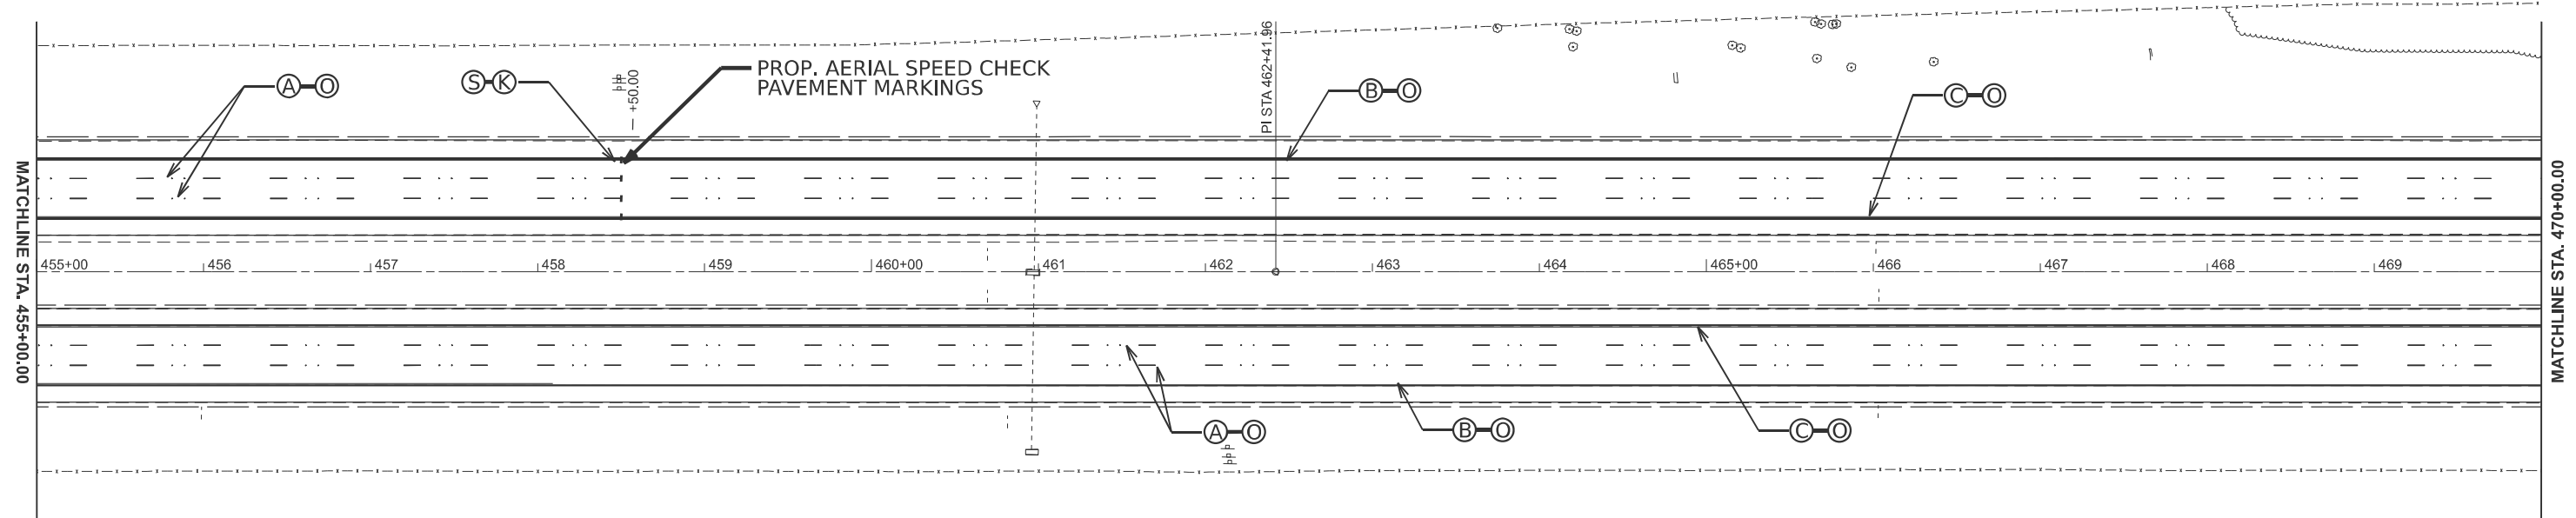 PI STA 462+41.96
PROP. AERIAL SPEED CHECK
PAVEMENT MARKINGS
+50.00
A O
S K
B O
C O
MATCHLINE STA. 455+00.00
MATCHLINE STA. 470+00.00
455+00 456 457 458 459 460+00 461 462 463 464 465+00 466 467 468 469
A O
B O
C O